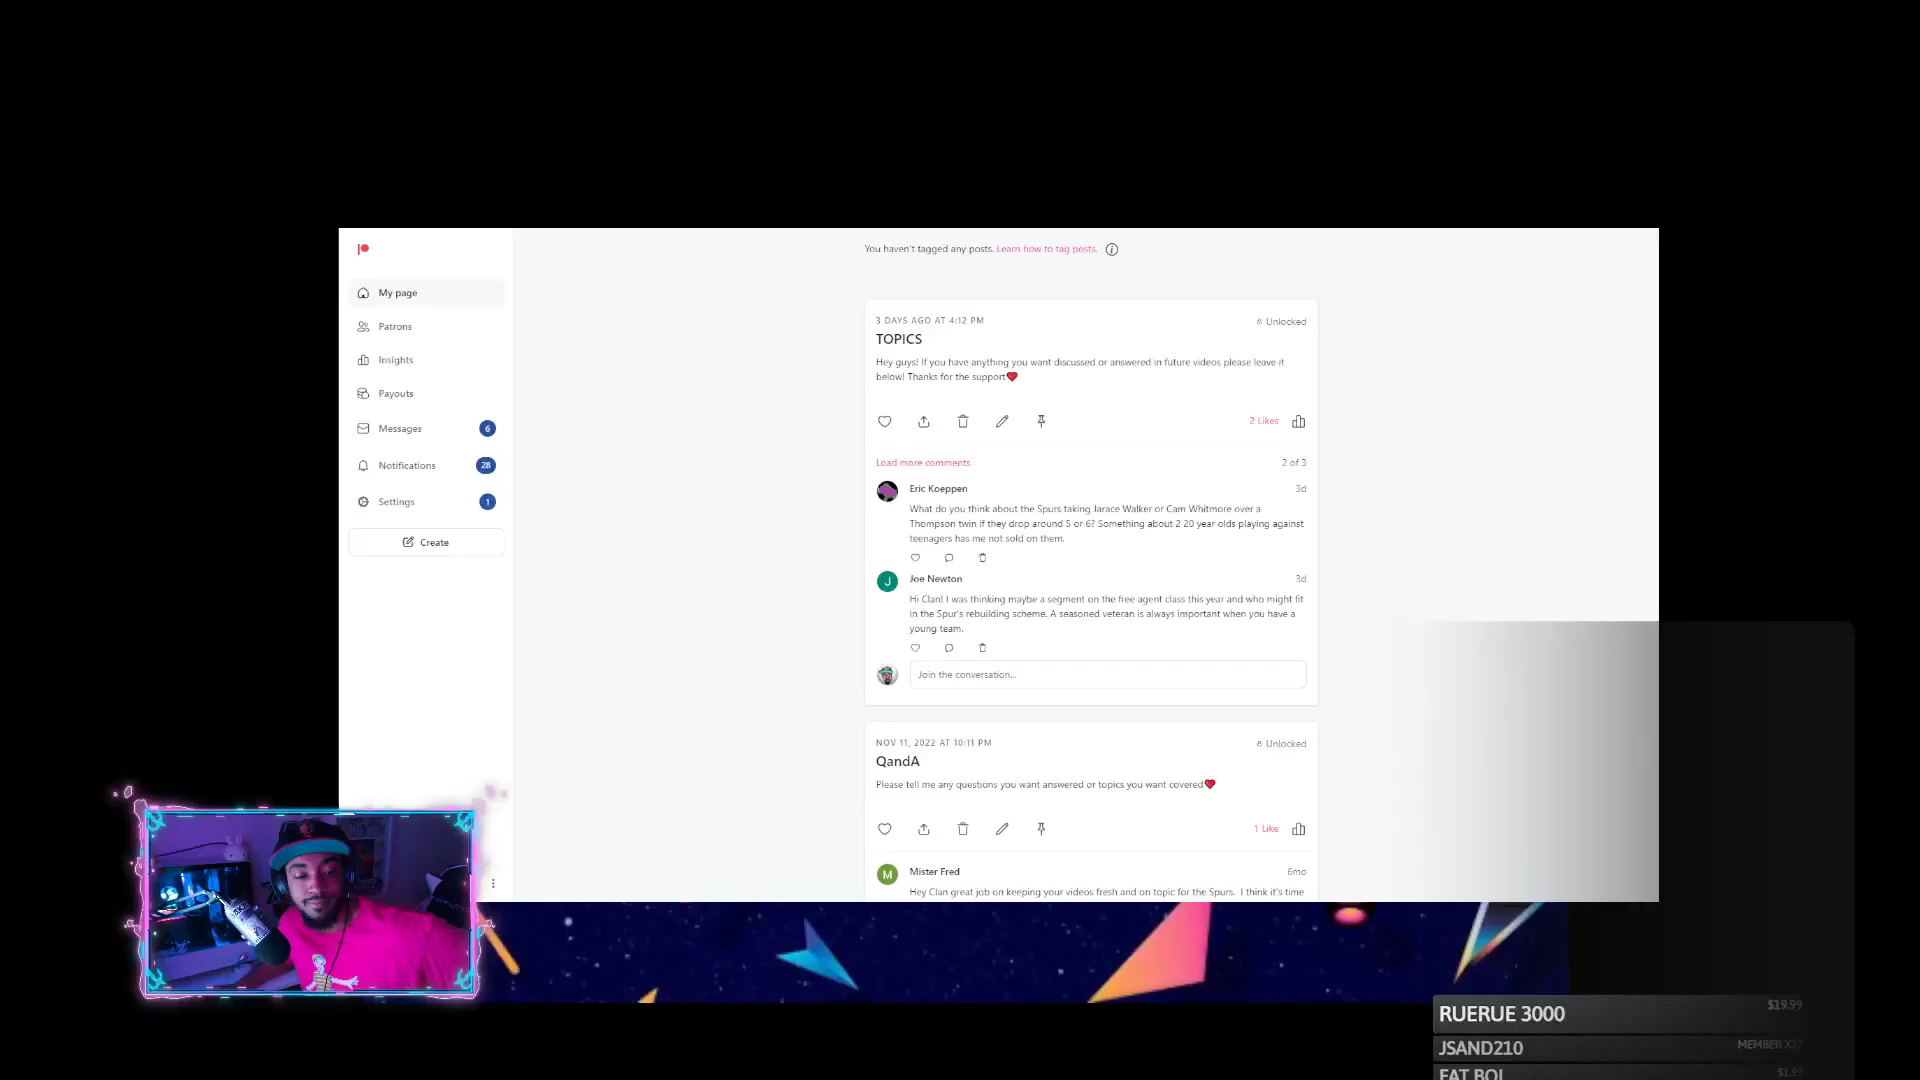 You haven't tagged any posts. Learn how to tag posts.
My page
Patrons
Insights
Payouts
Messages 6
Notifications 28
Settings 1
Create
3 DAYS AGO AT 4:12 PM
Unlocked
TOPICS
Hey guys! If you have anything you want discussed or answered in future videos please leave it
below! Thanks for the support❤
2 Likes
Load more comments
2 of 3
Eric Koeppen
3d
What do you think about the Spurs taking Jarace Walker or Cam Whitmore over a
Thompson twin if they drop around 5 or 6? Something about 2 20 year olds playing against
teenagers has me not sold on them.
J
Joe Newton
3d
Hi Clan! I was thinking maybe a segment on the free agent class this year and who might fit
in the Spur's rebuilding scheme. A seasoned veteran is always important when you have a
young team.
Join the conversation...
NOV 11, 2022 AT 10:11 PM
Unlocked
QandA
Please tell me any questions you want answered or topics you want covered❤
1 Like
M
Mister Fred
6mo
Hey Clan great job on keeping your videos fresh and on topic for the Spurs. I think it's time
RUERUE 3000
$19.99
JSAND210
MEMBER X17
FAT BOI
$1.99